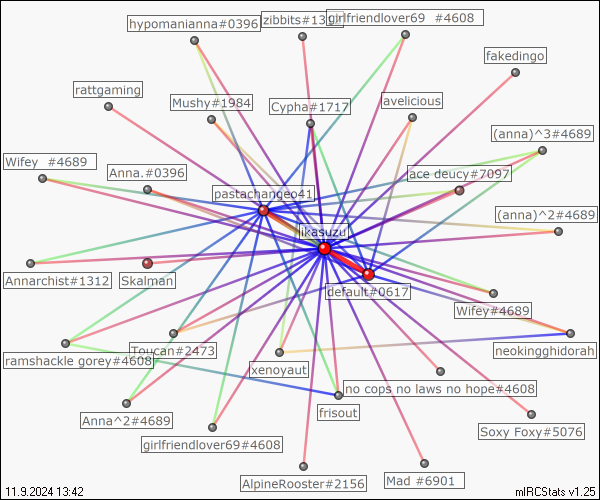 hypomanianna#0396
zibbits#13
girlfriendlover69 #4608
fakedingo
rattgaming
Mushy#1984
Cypha#1717
avelicious
(anna)^3#4689
Wifey #4689
Anna.#0396
ace deucy#7097
pastachangeo41
(anna)^2#4689
ikasuzu
Annarchist#1312
Skalman
default#0617
Wifey#4689
ramshackle gorey#4608
Toucan#2473
neokingghidorah
xenoyaut
no cops no laws no hope#4608
frisout
Anna^2#4689
Soxy Foxy#5076
girlfriendlover69#4608
AlpineRooster#2156
Mad #6901
11.9.2024 13:42
mIRCStats v1.25